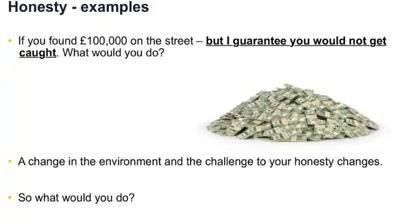 Honesty - examples
• If you found £100,000 on the street – but I guarantee you would not get
caught. What would you do?
• A change in the environment and the challenge to your honesty changes.
• So what would you do?